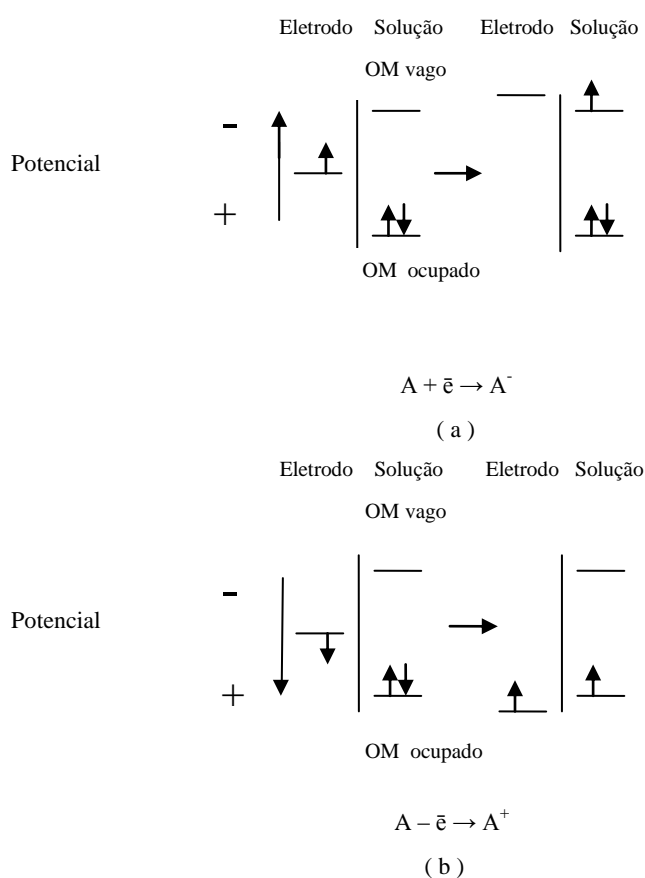 Eletrodo Solução Eletrodo Solução
OM vago
-
Potencial
+
OM ocupado
A + ē → A⁻
( a )
Eletrodo Solução Eletrodo Solução
OM vago
-
Potencial
+
OM ocupado
A – ē → A⁺
( b )